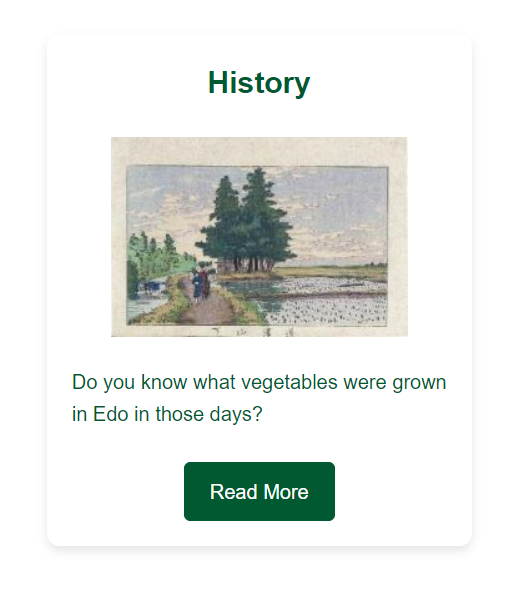 History
Do you know what vegetables were grown
in Edo in those days?
Read More